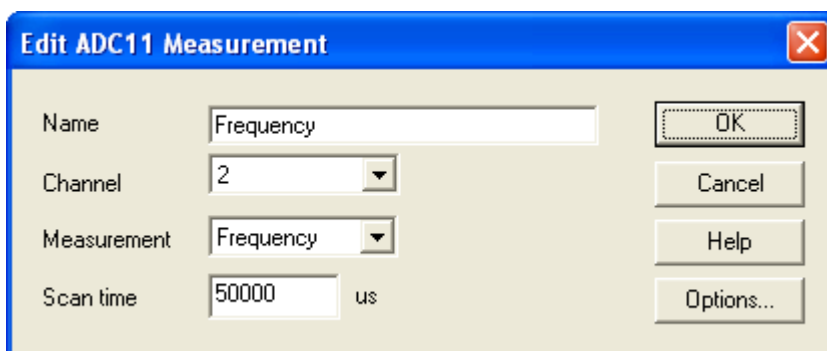 Edit ADC11 Measurement
Name Frequency OK
Channel 2 Cancel
Measurement Frequency Help
Scan time 50000 us Options...